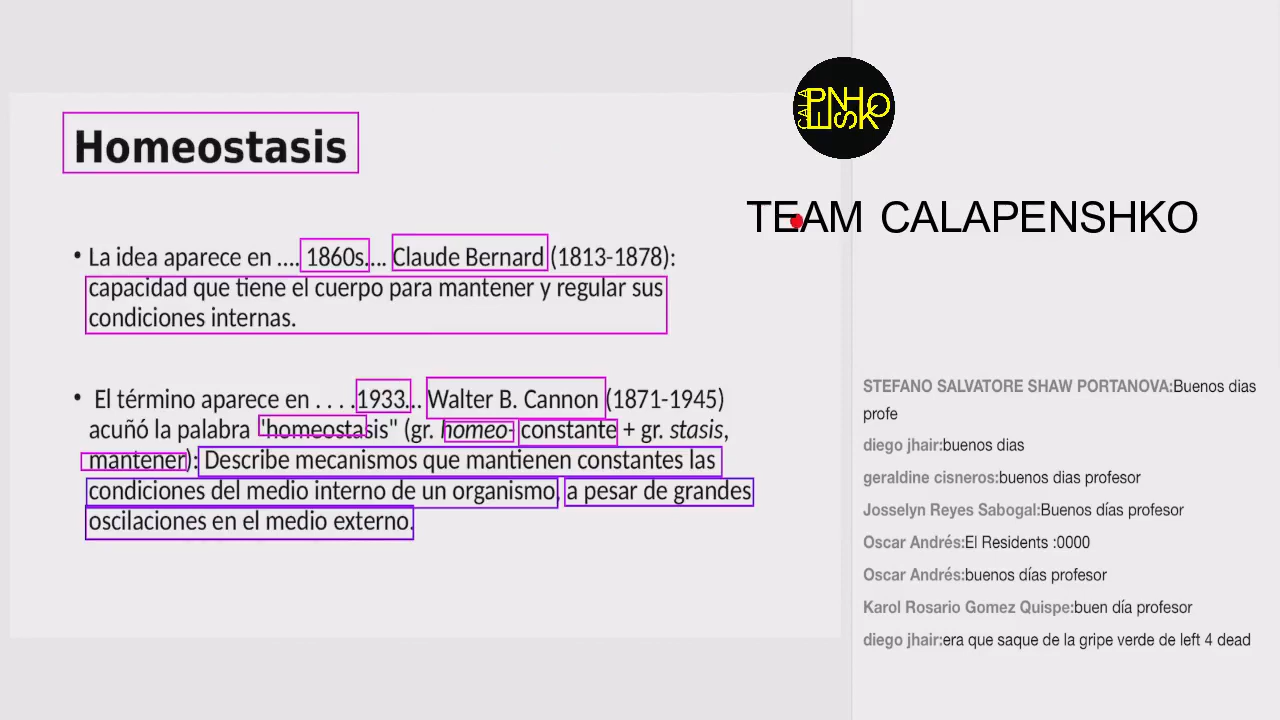 Homeostasis
• La idea aparece en .... 1860s.... Claude Bernard (1813-1878):
capacidad que tiene el cuerpo para mantener y regular sus
condiciones internas.
• El término aparece en . . . .1933... Walter B. Cannon (1871-1945)
acuñó la palabra "homeostasis" (gr. homeo- constante + gr. stasis,
mantener): Describe mecanismos que mantienen constantes las
condiciones del medio interno de un organismo, a pesar de grandes
oscilaciones en el medio externo.
CALA PENSHKO
TEAM CALAPENSHKO
STEFANO SALVATORE SHAW PORTANOVA:Buenos dias
profe
diego jhair:buenos dias
geraldine cisneros:buenos dias profesor
Josselyn Reyes Sabogal:Buenos días profesor
Oscar Andrés:El Residents :0000
Oscar Andrés:buenos días profesor
Karol Rosario Gomez Quispe:buen día profesor
diego jhair:era que saque de la gripe verde de left 4 dead